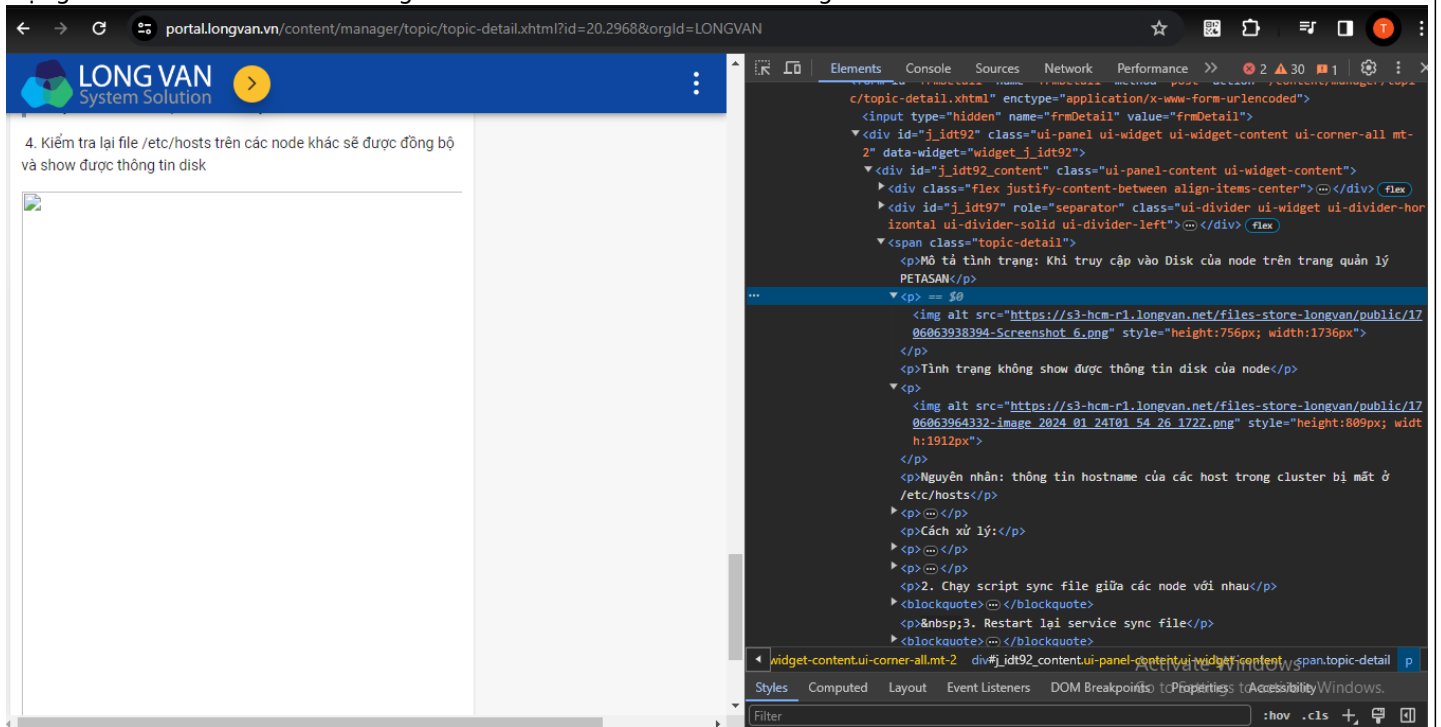 portal.longvan.vn/content/manager/topic/topic-detail.xhtml?id=20.2968&orgId=LONGVAN
T
LONG VAN
System Solution
4. Kiểm tra lại file /etc/hosts trên các node khác sẽ được đồng bộ
và show được thông tin disk
Elements Console Sources Network Performance 2 30 1
c/topic-detail.xhtml" enctype="application/x-www-form-urlencoded">
<input type="hidden" name="frmDetail" value="frmDetail">
<div id="j_idt92" class="ui-panel ui-widget ui-widget-content ui-corner-all mt-
2" data-widget="widget_j_idt92">
<div id="j_idt92_content" class="ui-panel-content ui-widget-content">
<div class="flex justify-content-between align-items-center">…</div> flex
<div id="j_idt97" role="separator" class="ui-divider ui-widget ui-divider-hor
izontal ui-divider-solid ui-divider-left">…</div> flex
<span class="topic-detail">
<p>Mô tả tình trạng: Khi truy cập vào Disk của node trên trang quản lý
PETASAN</p>
… <p> == $0
<img alt src="https://s3-hcm-r1.longvan.net/files-store-longvan/public/17
06063938394-Screenshot_6.png" style="height:756px; width:1736px">
</p>
<p>Tình trạng không show được thông tin disk của node</p>
<p>
<img alt src="https://s3-hcm-r1.longvan.net/files-store-longvan/public/17
06063964332-image_2024_01_24T01_54_26_172Z.png" style="height:809px; widt
h:1912px">
</p>
<p>Nguyên nhân: thông tin hostname của các host trong cluster bị mất ở
/etc/hosts</p>
<p>…</p>
<p>Cách xử lý:</p>
<p>…</p>
<p>…</p>
<p>2. Chạy script sync file giữa các node với nhau</p>
<blockquote>…</blockquote>
<p>&nbsp;3. Restart lại service sync file</p>
<blockquote>…</blockquote>
widget-content.ui-corner-all.mt-2 div#j_idt92_content.ui-panel-content.ui-widget-content span.topic-detail p
Activate Windows
Styles Computed Layout Event Listeners DOM Breakpoints Properties Accessibility
Go to Settings to activate Windows.
Filter :hov .cls